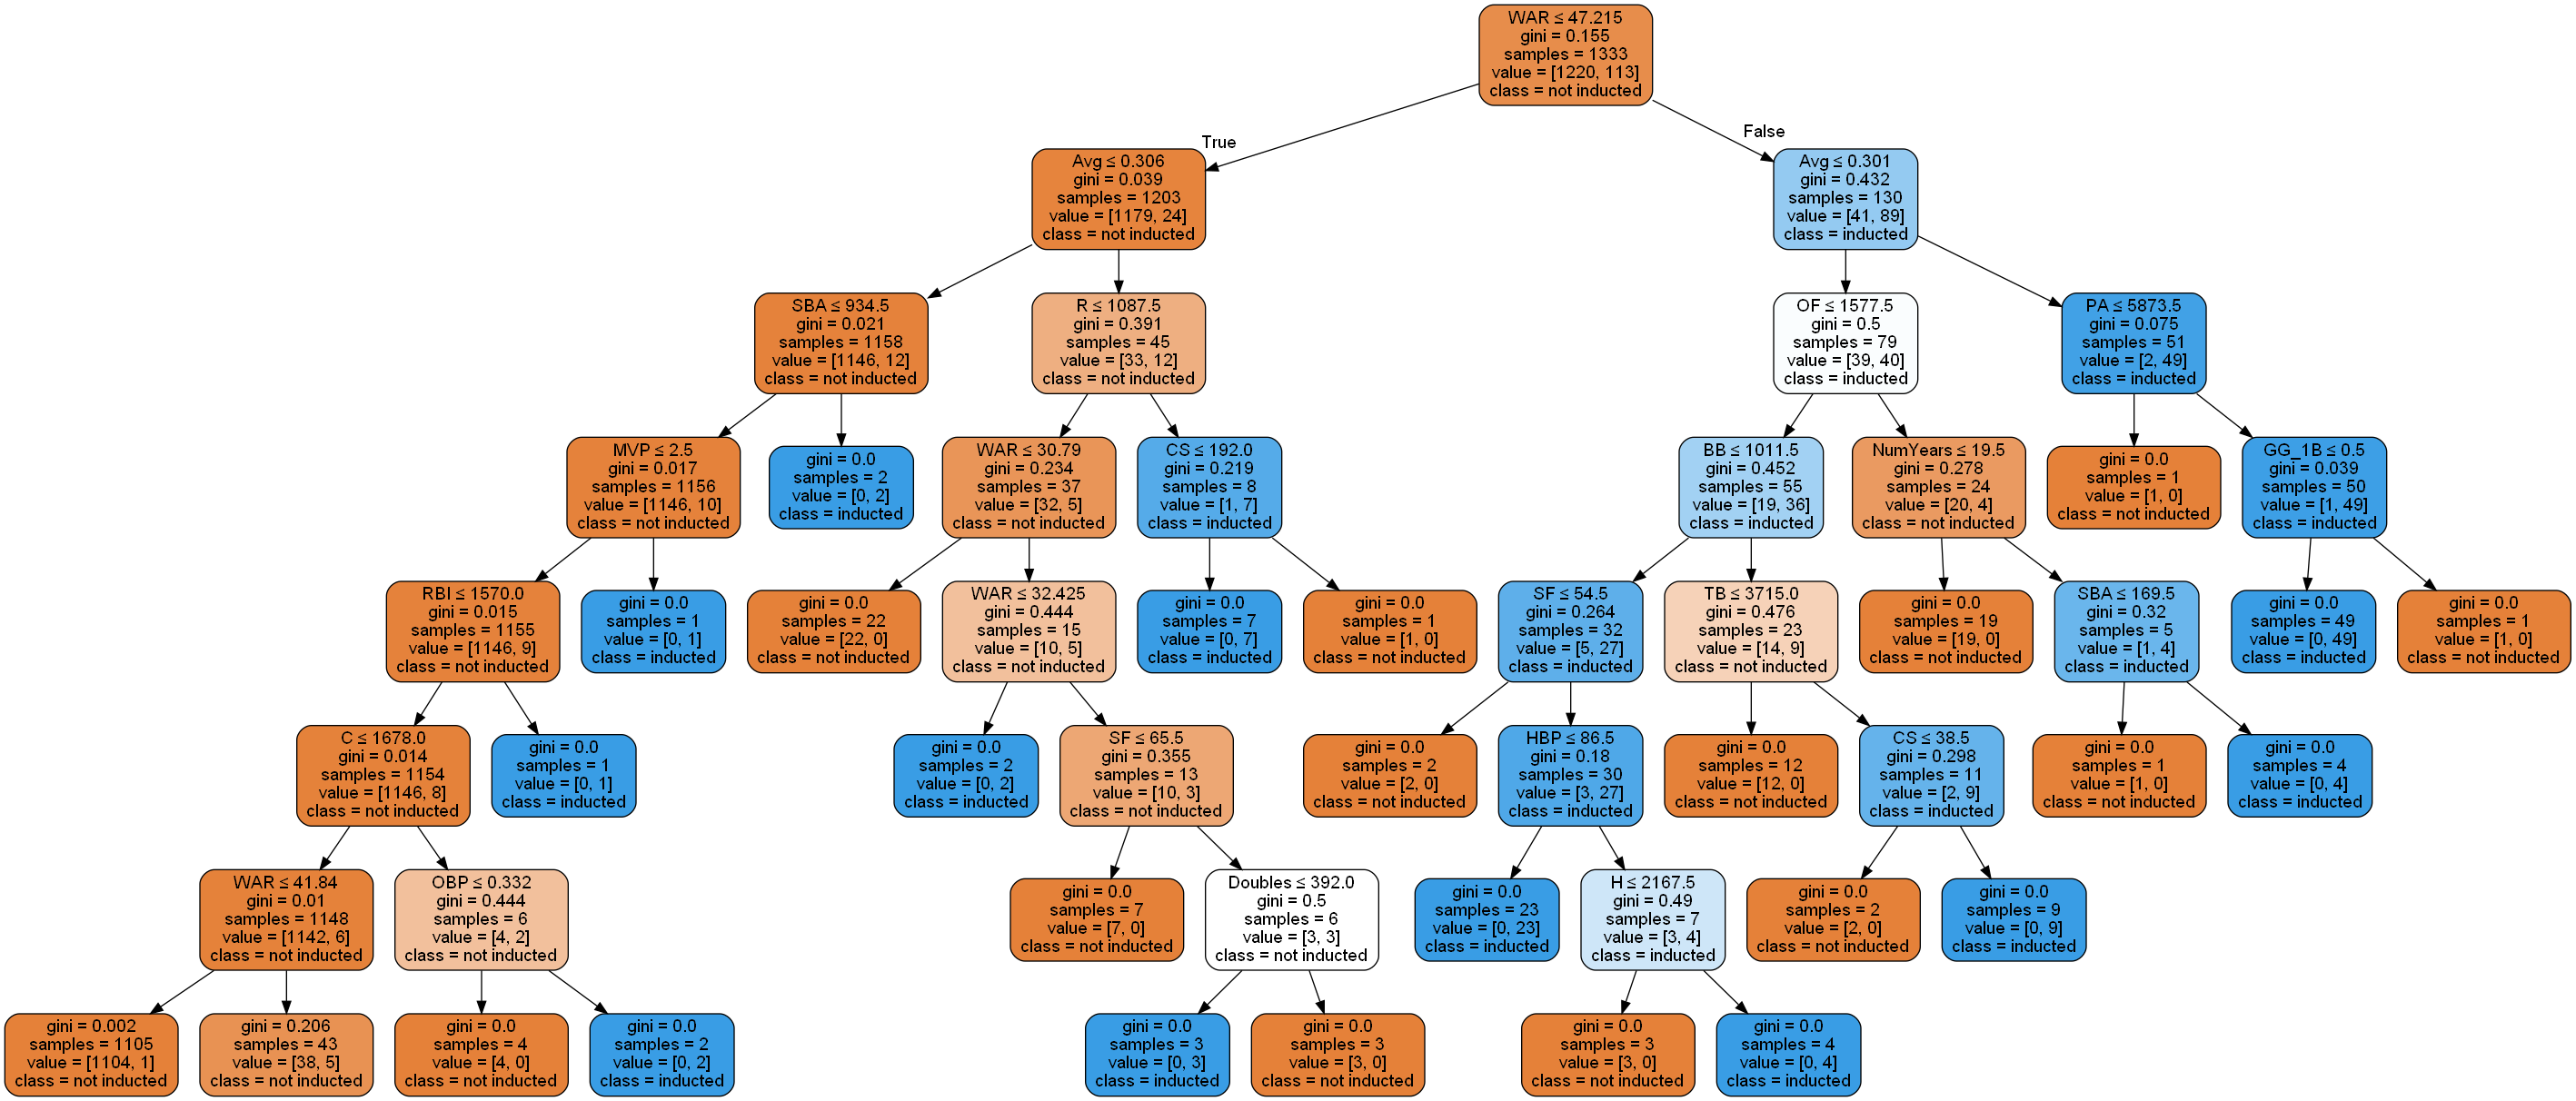 WAR ≤ 47.215
gini = 0.155
samples = 1333
value = [1220, 113]
class = not inducted
True
False
Avg ≤ 0.306
gini = 0.039
samples = 1203
value = [1179, 24]
class = not inducted
Avg ≤ 0.301
gini = 0.432
samples = 130
value = [41, 89]
class = inducted
SBA ≤ 934.5
gini = 0.021
samples = 1158
value = [1146, 12]
class = not inducted
R ≤ 1087.5
gini = 0.391
samples = 45
value = [33, 12]
class = not inducted
OF ≤ 1577.5
gini = 0.5
samples = 79
value = [39, 40]
class = inducted
PA ≤ 5873.5
gini = 0.075
samples = 51
value = [2, 49]
class = inducted
MVP ≤ 2.5
gini = 0.017
samples = 1156
value = [1146, 10]
class = not inducted
gini = 0.0
samples = 2
value = [0, 2]
class = inducted
WAR ≤ 30.79
gini = 0.234
samples = 37
value = [32, 5]
class = not inducted
CS ≤ 192.0
gini = 0.219
samples = 8
value = [1, 7]
class = inducted
BB ≤ 1011.5
gini = 0.452
samples = 55
value = [19, 36]
class = inducted
NumYears ≤ 19.5
gini = 0.278
samples = 24
value = [20, 4]
class = not inducted
gini = 0.0
samples = 1
value = [1, 0]
class = not inducted
GG_1B ≤ 0.5
gini = 0.039
samples = 50
value = [1, 49]
class = inducted
RBI ≤ 1570.0
gini = 0.015
samples = 1155
value = [1146, 9]
class = not inducted
gini = 0.0
samples = 1
value = [0, 1]
class = inducted
gini = 0.0
samples = 22
value = [22, 0]
class = not inducted
WAR ≤ 32.425
gini = 0.444
samples = 15
value = [10, 5]
class = not inducted
gini = 0.0
samples = 7
value = [0, 7]
class = inducted
gini = 0.0
samples = 1
value = [1, 0]
class = not inducted
SF ≤ 54.5
gini = 0.264
samples = 32
value = [5, 27]
class = inducted
TB ≤ 3715.0
gini = 0.476
samples = 23
value = [14, 9]
class = not inducted
gini = 0.0
samples = 19
value = [19, 0]
class = not inducted
SBA ≤ 169.5
gini = 0.32
samples = 5
value = [1, 4]
class = inducted
gini = 0.0
samples = 49
value = [0, 49]
class = inducted
gini = 0.0
samples = 1
value = [1, 0]
class = not inducted
C ≤ 1678.0
gini = 0.014
samples = 1154
value = [1146, 8]
class = not inducted
gini = 0.0
samples = 1
value = [0, 1]
class = inducted
gini = 0.0
samples = 2
value = [0, 2]
class = inducted
SF ≤ 65.5
gini = 0.355
samples = 13
value = [10, 3]
class = not inducted
gini = 0.0
samples = 2
value = [2, 0]
class = not inducted
HBP ≤ 86.5
gini = 0.18
samples = 30
value = [3, 27]
class = inducted
gini = 0.0
samples = 12
value = [12, 0]
class = not inducted
CS ≤ 38.5
gini = 0.298
samples = 11
value = [2, 9]
class = inducted
gini = 0.0
samples = 1
value = [1, 0]
class = not inducted
gini = 0.0
samples = 4
value = [0, 4]
class = inducted
WAR ≤ 41.84
gini = 0.01
samples = 1148
value = [1142, 6]
class = not inducted
OBP ≤ 0.332
gini = 0.444
samples = 6
value = [4, 2]
class = not inducted
gini = 0.0
samples = 7
value = [7, 0]
class = not inducted
Doubles ≤ 392.0
gini = 0.5
samples = 6
value = [3, 3]
class = not inducted
gini = 0.0
samples = 23
value = [0, 23]
class = inducted
H ≤ 2167.5
gini = 0.49
samples = 7
value = [3, 4]
class = inducted
gini = 0.0
samples = 2
value = [2, 0]
class = not inducted
gini = 0.0
samples = 9
value = [0, 9]
class = inducted
gini = 0.002
samples = 1105
value = [1104, 1]
class = not inducted
gini = 0.206
samples = 43
value = [38, 5]
class = not inducted
gini = 0.0
samples = 4
value = [4, 0]
class = not inducted
gini = 0.0
samples = 2
value = [0, 2]
class = inducted
gini = 0.0
samples = 3
value = [0, 3]
class = inducted
gini = 0.0
samples = 3
value = [3, 0]
class = not inducted
gini = 0.0
samples = 3
value = [3, 0]
class = not inducted
gini = 0.0
samples = 4
value = [0, 4]
class = inducted